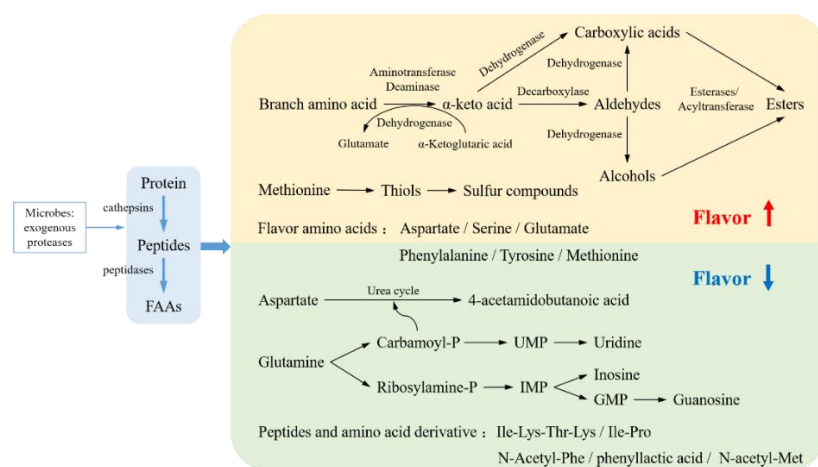 Microbes:
exogenous
proteases
Protein
cathepsins
Peptides
peptidases
FAAs
Carboxylic acids
Dehydrogenase
Dehydrogenase
Aminotransferase
Deaminase
Decarboxylase
Esterases/
Acyltransferase
Branch amino acid
α-keto acid
Aldehydes
Esters
Dehydrogenase
Dehydrogenase
Glutamate
α-Ketoglutaric acid
Alcohols
Methionine
Thiols
Sulfur compounds
Flavor amino acids： Aspartate / Serine / Glutamate
Flavor
Phenylalanine / Tyrosine / Methionine
Flavor
Aspartate
Urea cycle
4-acetamidobutanoic acid
Carbamoyl-P
UMP
Uridine
Glutamine
Ribosylamine-P
IMP
Inosine
GMP
Guanosine
Peptides and amino acid derivative： Ile-Lys-Thr-Lys / Ile-Pro
N-Acetyl-Phe / phenyllactic acid / N-acetyl-Met